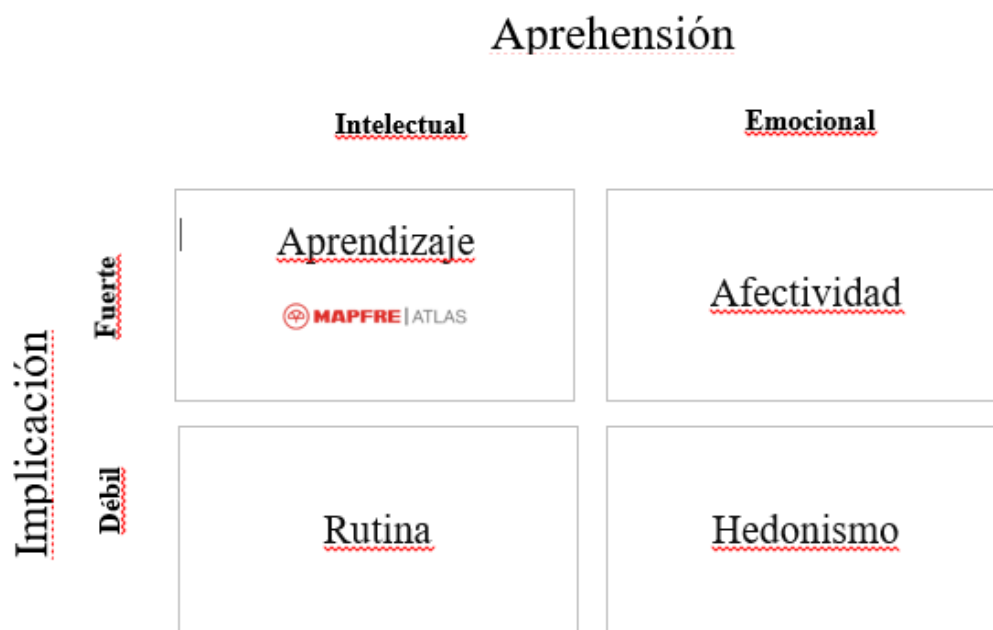 Aprehensión
Intelectual
Emocional
Implicación
Fuerte
Aprendizaje
MAPFRE|ATLAS
Afectividad
Débil
Rutina
Hedonismo